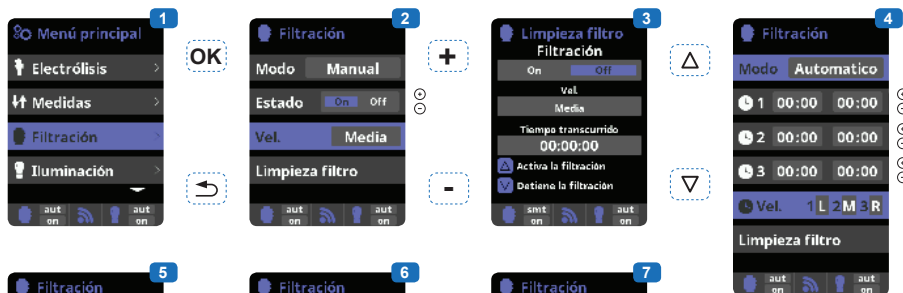 1
Menú principal
Electrólisis
Medidas
Filtración
Iluminación
aut on
aut on
OK
2
Filtración
Modo Manual
Estado On Off
Vel. Media
Limpieza filtro
aut on
aut on
+
-
3
Limpieza filtro
Filtración
On Off
Vel.
Media
Tiempo transcurrido
00:00:00
Activa la filtración
Detiene la filtración
smt on
aut on
4
Filtración
Modo Automatico
1 00:00 00:00
2 00:00 00:00
3 00:00 00:00
Vel. 1 L 2 M 3 R
Limpieza filtro
aut on
aut on
5
Filtración
6
Filtración
7
Filtración